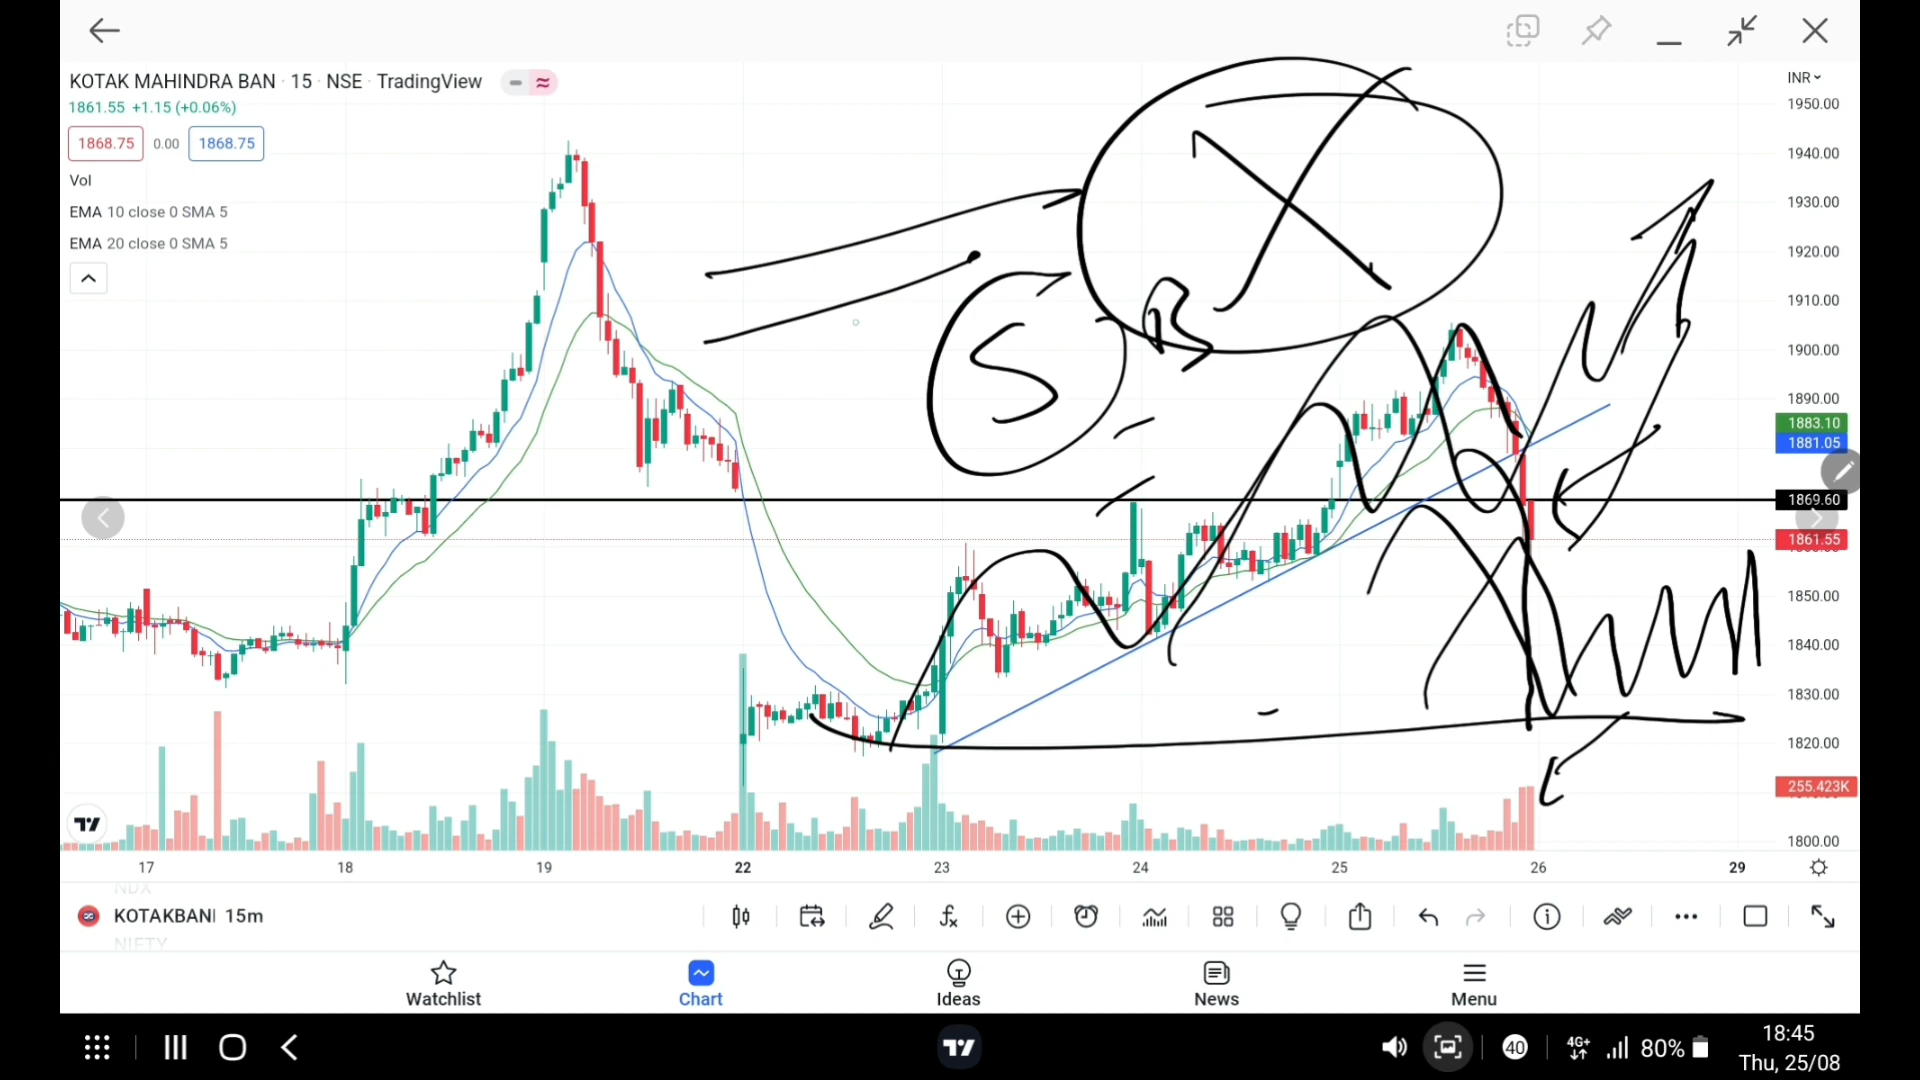 KOTAK MAHINDRA BAN · 15 · NSE · TradingView
INR
1861.55 +1.15 (+0.06%)
1868.75 0.00 1868.75
Vol
EMA 10 close 0 SMA 5
EMA 20 close 0 SMA 5
S R
1950.00
1940.00
1930.00
1920.00
1910.00
1900.00
1890.00
1883.10
1881.05
1869.60
1861.55
1850.00
1840.00
1830.00
1820.00
255.423K
1800.00
17 18 19 22 23 24 25 26 29
NDX
KOTAKBANI 15m
NIFTY
Watchlist Chart Ideas News Menu
40 4G+ 80% 18:45
Thu, 25/08